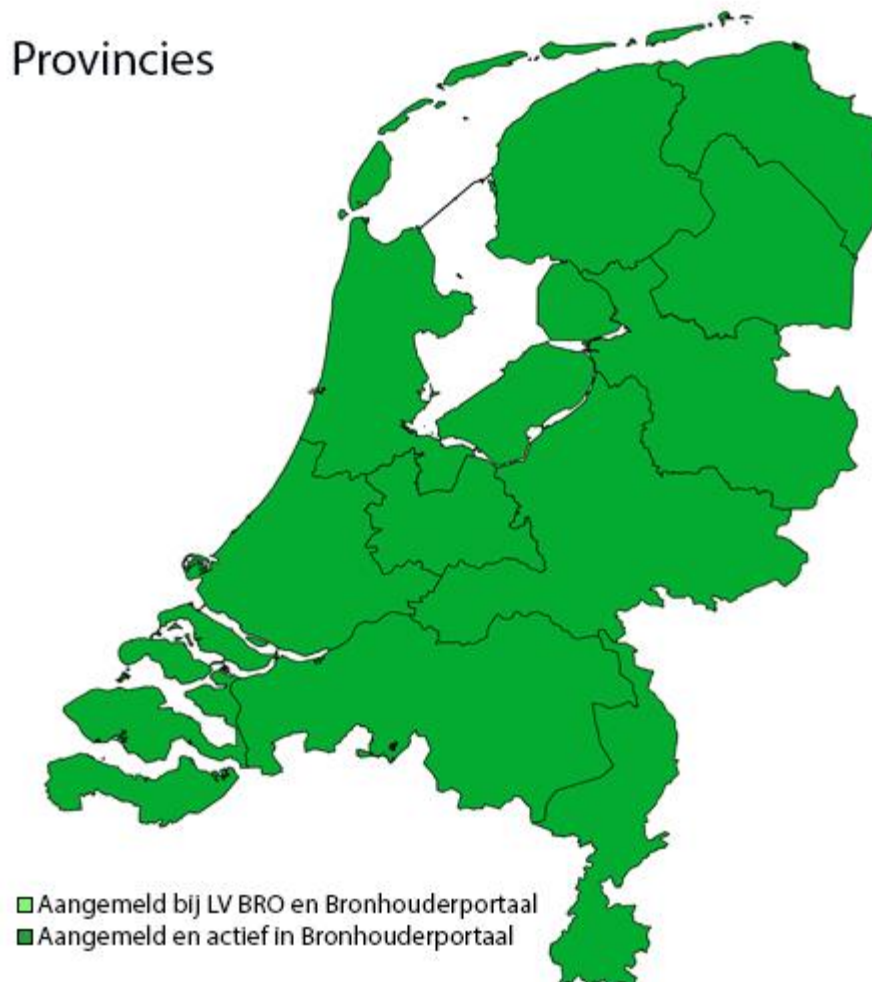 Provincies
Aangemeld bij LV BRO en Bronhouderportaal
Aangemeld en actief in Bronhouderportaal